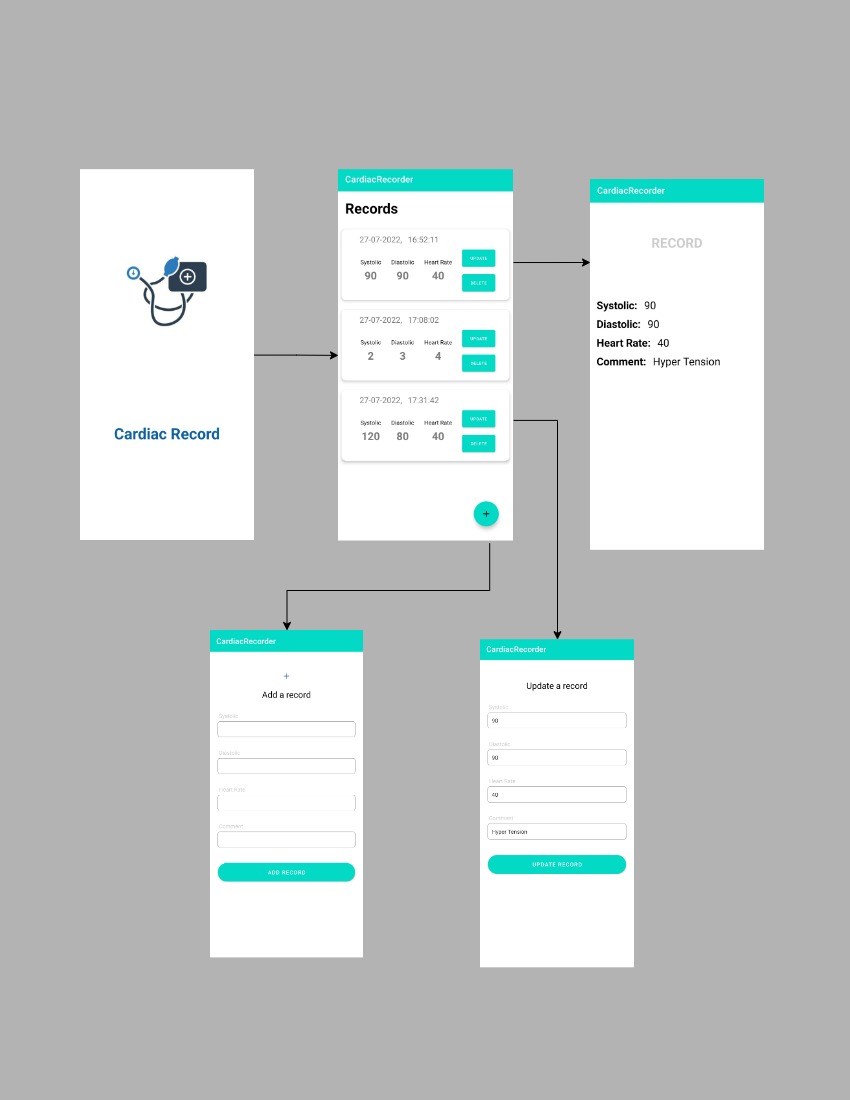 Cardiac Record
CardiacRecorder
Records
27-07-2022, 16:52:11
Systolic Diastolic Heart Rate
90 90 40
UPDATE
DELETE
27-07-2022, 17:08:02
Systolic Diastolic Heart Rate
2 3 4
UPDATE
DELETE
27-07-2022, 17:31:42
Systolic Diastolic Heart Rate
120 80 40
UPDATE
DELETE
+
CardiacRecorder
RECORD
Systolic: 90
Diastolic: 90
Heart Rate: 40
Comment: Hyper Tension
CardiacRecorder
+
Add a record
Systolic
Diastolic
Heart Rate
Comment
ADD RECORD
CardiacRecorder
Update a record
Systolic
90
Diastolic
90
Heart Rate
40
Comment
Hyper Tension
UPDATE RECORD